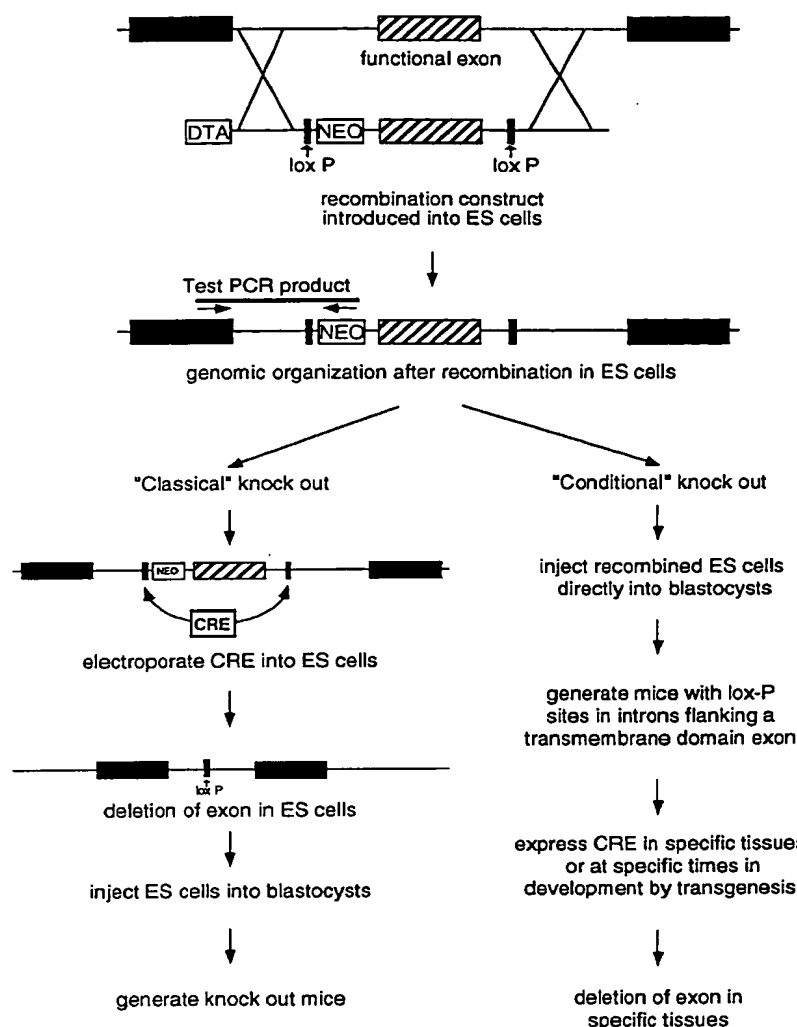 functional exon
DTA
NEO
lox P
lox P
recombination construct
introduced into ES cells
Test PCR product
NEO
genomic organization after recombination in ES cells
"Classical" knock out
"Conditional" knock out
NEO
CRE
electroporate CRE into ES cells
inject recombined ES cells
directly into blastocysts
generate mice with lox-P
sites in introns flanking a
transmembrane domain exon
lox P
deletion of exon in ES cells
express CRE in specific tissues
or at specific times in
development by transgenesis
inject ES cells into blastocysts
generate knock out mice
deletion of exon in
specific tissues